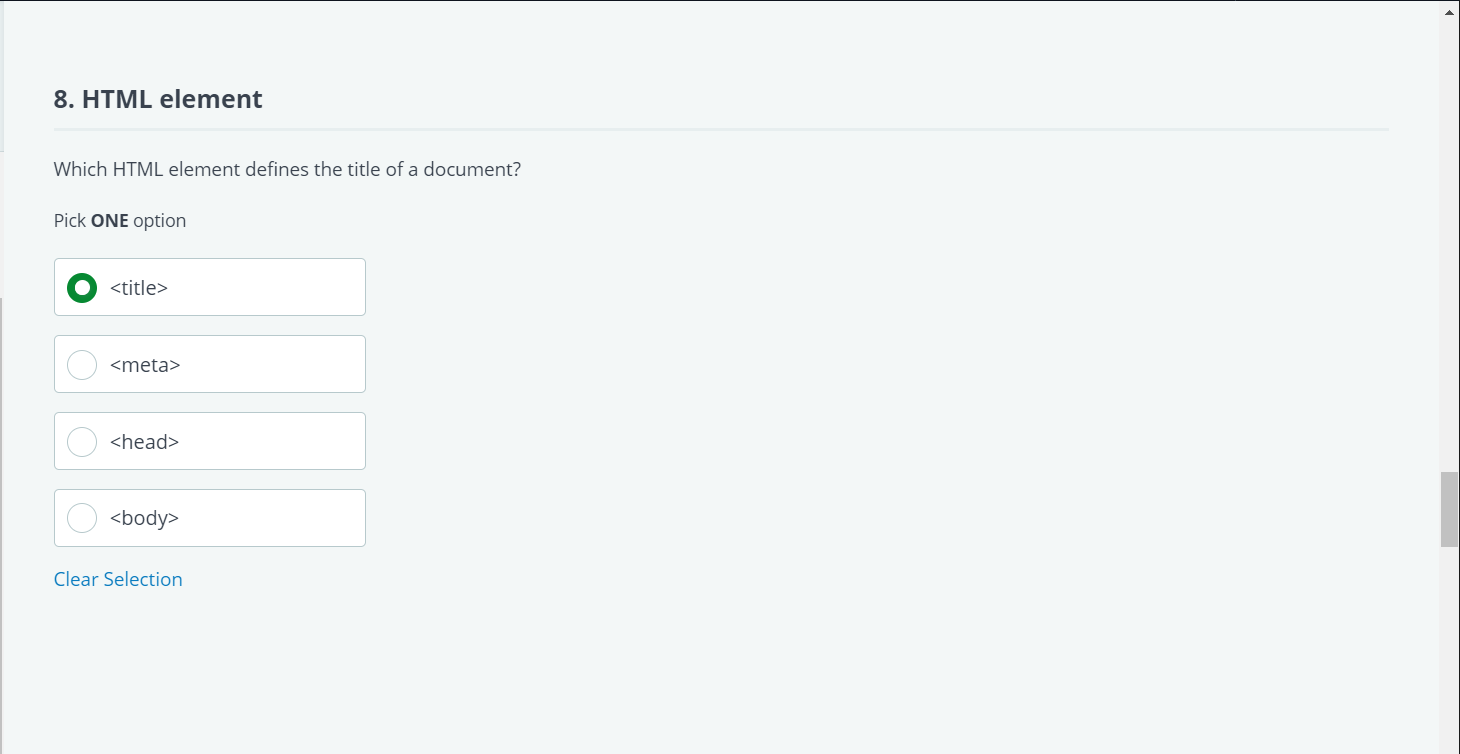 8. HTML element
Which HTML element defines the title of a document?
Pick ONE option
<title>
<meta>
<head>
<body>
Clear Selection